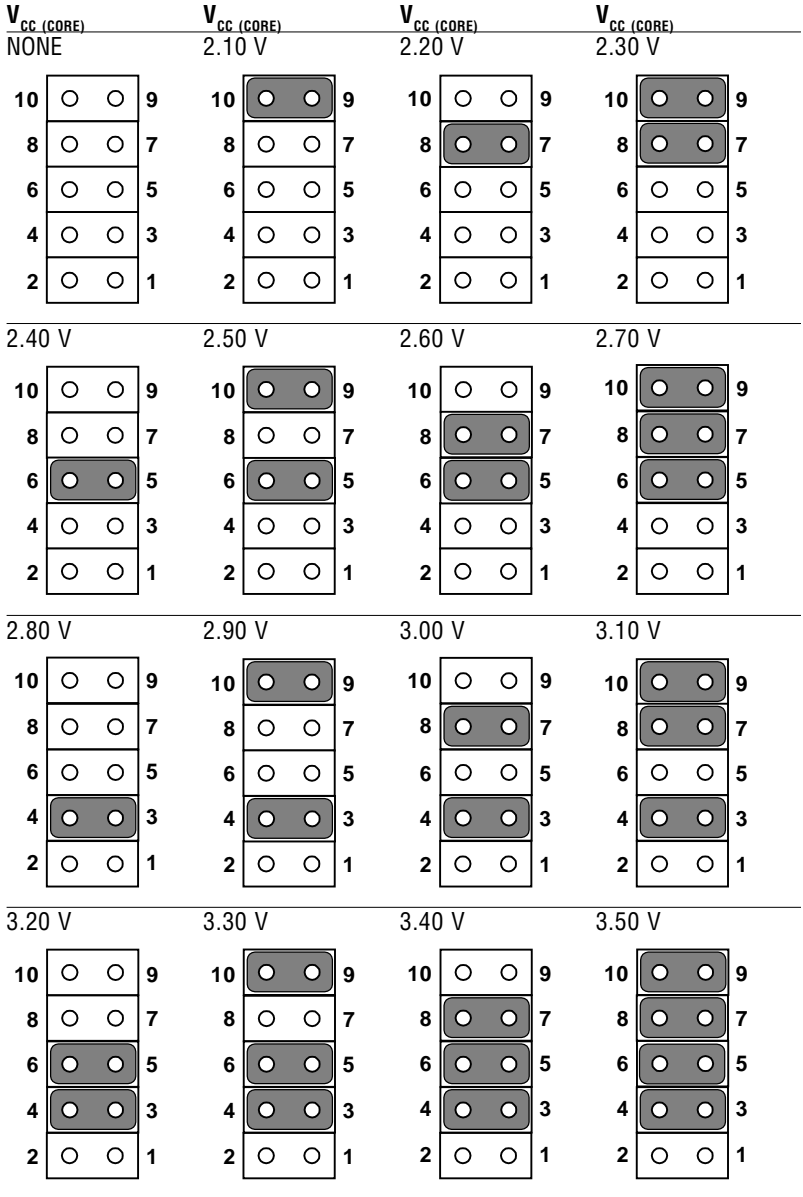 VCC (CORE) VCC (CORE) VCC (CORE) VCC (CORE)
NONE 2.10 V 2.20 V 2.30 V
10 9 10 9 10 9 10 9
8 7 8 7 8 7 8 7
6 5 6 5 6 5 6 5
4 3 4 3 4 3 4 3
2 1 2 1 2 1 2 1
2.40 V 2.50 V 2.60 V 2.70 V
10 9 10 9 10 9 10 9
8 7 8 7 8 7 8 7
6 5 6 5 6 5 6 5
4 3 4 3 4 3 4 3
2 1 2 1 2 1 2 1
2.80 V 2.90 V 3.00 V 3.10 V
10 9 10 9 10 9 10 9
8 7 8 7 8 7 8 7
6 5 6 5 6 5 6 5
4 3 4 3 4 3 4 3
2 1 2 1 2 1 2 1
3.20 V 3.30 V 3.40 V 3.50 V
10 9 10 9 10 9 10 9
8 7 8 7 8 7 8 7
6 5 6 5 6 5 6 5
4 3 4 3 4 3 4 3
2 1 2 1 2 1 2 1